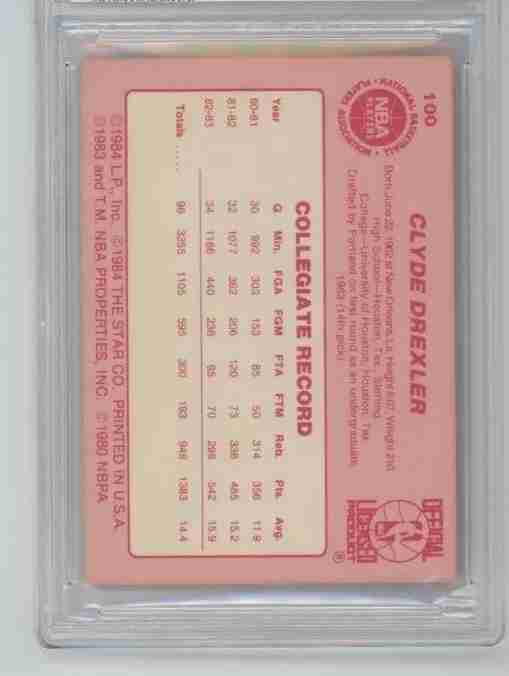 100
NATIONAL BASKETBALL
PLAYERS ASSOCIATION
NBA
PLAYERS
CLYDE DREXLER
Born June 22, 1962 at New Orleans, La. Height 6:07. Weight 210.
High School—Houston, Tex., Sterling.
College—University of Houston, Houston, Tex.
Drafted by Portland on first round as an undergraduate,
1983 (14th pick).
OFFICIAL
LICENSED
PRODUCT
®
COLLEGIATE RECORD
Year G. Min. FGA FGM FTA FTM Reb. Pts. Avg.
80-81 30 992 303 153 85 50 314 356 11.9
81-82 32 1077 362 206 120 73 336 485 15.2
82-83 34 1186 440 236 95 70 298 542 15.9
Totals ..... 96 3255 1105 595 300 193 948 1383 14.4
©1984 L.P., Inc. ©1984 THE STAR CO. PRINTED IN U.S.A.
©1983 and T.M. NBA PROPERTIES, INC. ©1980 NBPA